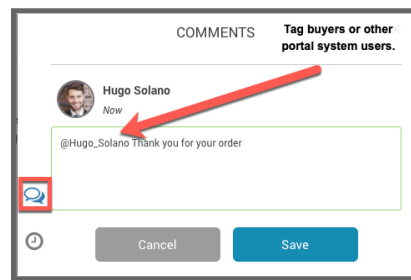 COMMENTS
Tag buyers or other
portal system users.
Hugo Solano
Now
@Hugo_Solano Thank you for your order
Cancel
Save